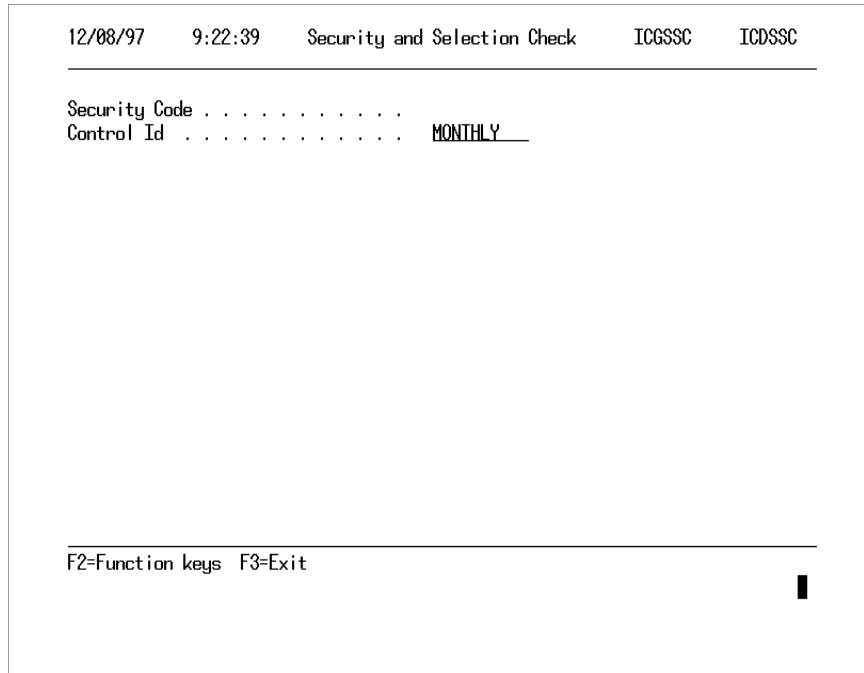 12/08/97 9:22:39 Security and Selection Check ICGSSC ICDSSC
Security Code . . . . . . . . . . .
Control Id . . . . . . . . . . . . MONTHLY
F2=Function keys F3=Exit